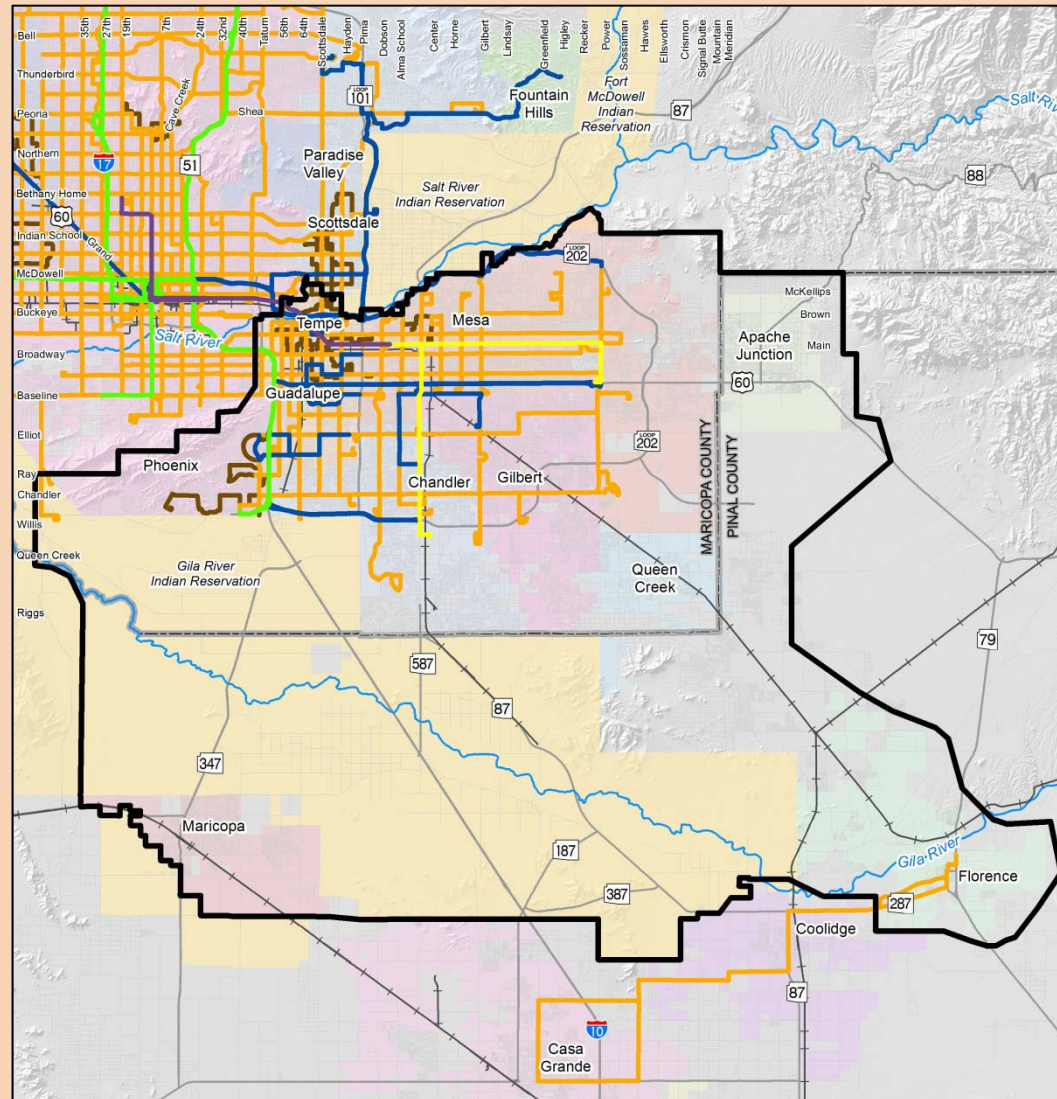 35th
27th
19th
7th
24th
32nd
40th
Tatum
56th
64th
Scottsdale
Hayden
Pima
Dobson
Alma School
Center
Horne
Gilbert
Lindsay
Greenfield
Higley
Recker
Power
Sossaman
Hawes
Ellsworth
Crismon
Signal Butte
Mountain
Meridian
Bell
Thunderbird
Peoria
Northern
Bethany Home
Indian School
McDowell
Buckeye
Broadway
Baseline
Elliot
Ray
Chandler
Willis
Queen Creek
Riggs
Cave Creek
Shea
Grand
17
51
60
LOOP
101
Fountain
Hills
Fort
McDowell
Indian
Reservation
87
Salt River
88
Paradise
Valley
Salt River
Indian Reservation
Scottsdale
LOOP
202
McKellips
Brown
Main
Tempe
Mesa
Apache
Junction
60
Salt River
Guadalupe
LOOP
202
MARICOPA COUNTY
PINAL COUNTY
Phoenix
Chandler
Gilbert
Gila River
Indian Reservation
Queen
Creek
587
87
79
347
Maricopa
187
387
Gila River
Florence
287
Coolidge
87
10
Casa
Grande